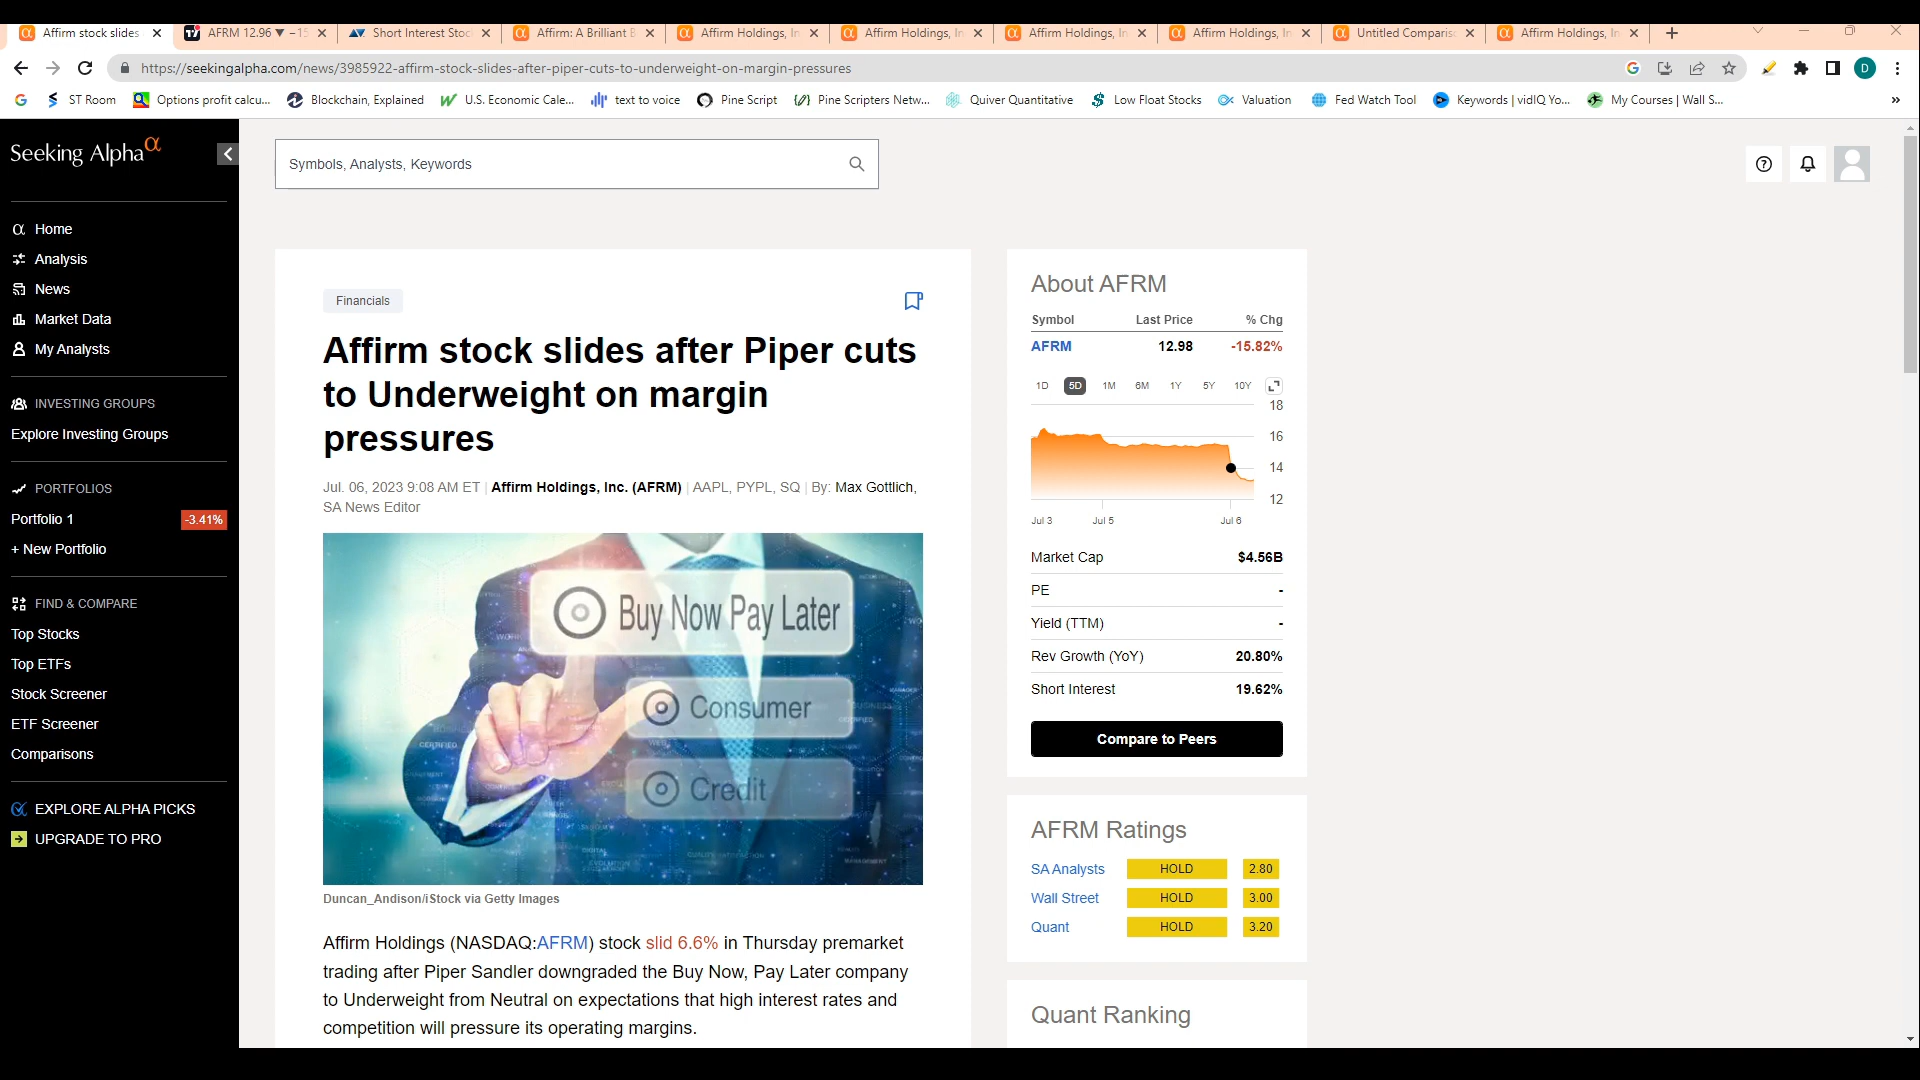 Affirm stock slides
AFRM 12.96 ▼ −15
Short Interest Stoc
Affirm: A Brilliant B
Affirm Holdings, In
Affirm Holdings, In
Affirm Holdings, In
Affirm Holdings, In
Untitled Comparis
Affirm Holdings, In
https://seekingalpha.com/news/3985922-affirm-stock-slides-after-piper-cuts-to-underweight-on-margin-pressures
D
ST Room
Options profit calcu...
Blockchain, Explained
U.S. Economic Cale...
text to voice
Pine Script
Pine Scripters Netw...
Quiver Quantitative
Low Float Stocks
Valuation
Fed Watch Tool
Keywords | vidIQ Yo...
My Courses | Wall S...
Seeking Alpha α
Symbols, Analysts, Keywords
Home
Analysis
News
Market Data
My Analysts
INVESTING GROUPS
Explore Investing Groups
PORTFOLIOS
Portfolio 1 -3.41%
+ New Portfolio
FIND & COMPARE
Top Stocks
Top ETFs
Stock Screener
ETF Screener
Comparisons
EXPLORE ALPHA PICKS
UPGRADE TO PRO
Financials
Affirm stock slides after Piper cuts
to Underweight on margin
pressures
Jul. 06, 2023 9:08 AM ET | Affirm Holdings, Inc. (AFRM) | AAPL, PYPL, SQ | By: Max Gottlich,
SA News Editor
Buy Now Pay Later
Consumer
Credit
Duncan_Andison/iStock via Getty Images
Affirm Holdings (NASDAQ:AFRM) stock slid 6.6% in Thursday premarket
trading after Piper Sandler downgraded the Buy Now, Pay Later company
to Underweight from Neutral on expectations that high interest rates and
competition will pressure its operating margins.
About AFRM
Symbol Last Price % Chg
AFRM 12.98 -15.82%
1D 5D 1M 6M 1Y 5Y 10Y
18
16
14
12
Jul 3 Jul 5 Jul 6
Market Cap $4.56B
PE -
Yield (TTM) -
Rev Growth (YoY) 20.80%
Short Interest 19.62%
Compare to Peers
AFRM Ratings
SA Analysts HOLD 2.80
Wall Street HOLD 3.00
Quant HOLD 3.20
Quant Ranking